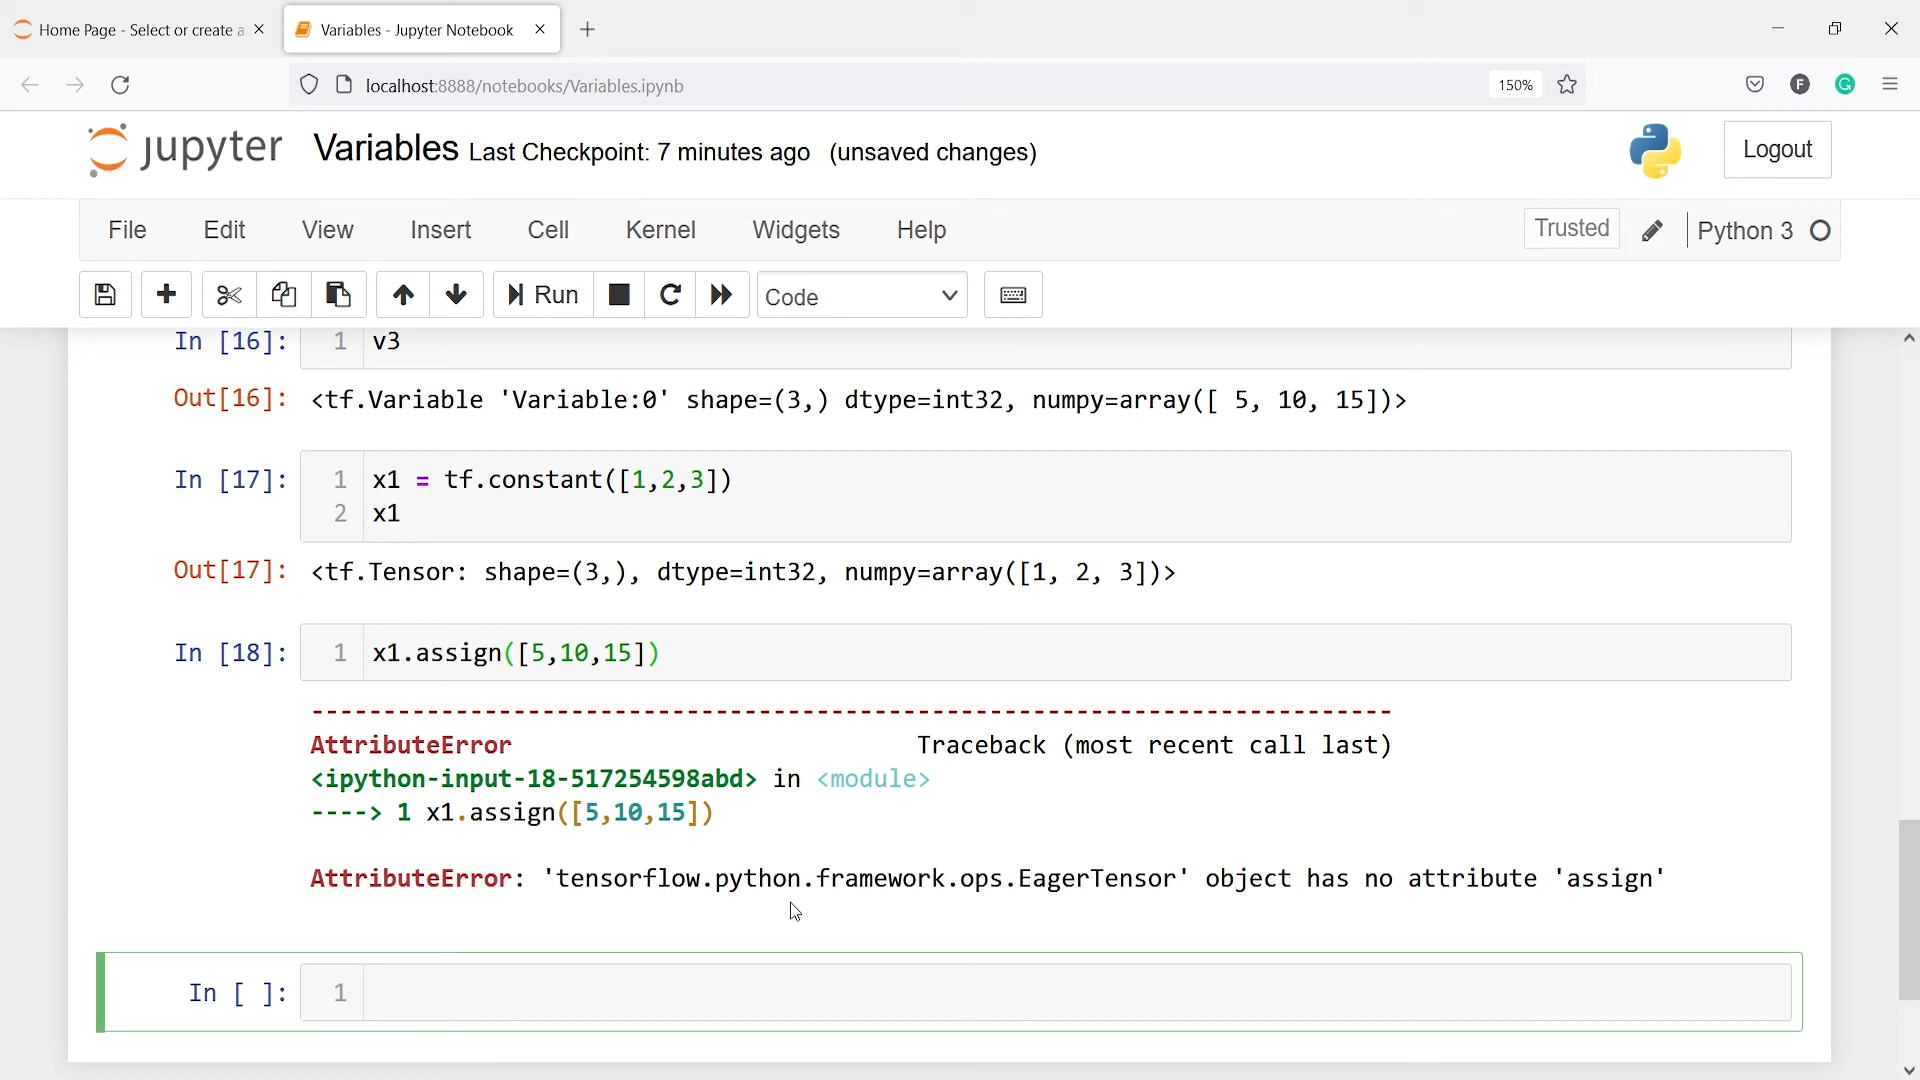 Home Page - Select or create a
Variables - Jupyter Notebook
localhost:8888/notebooks/Variables.ipynb
150%
F
G
jupyter Variables Last Checkpoint: 7 minutes ago (unsaved changes)
Logout
File Edit View Insert Cell Kernel Widgets Help
Trusted
Python 3
Run
Code
In [16]: 1 v3
Out[16]: <tf.Variable 'Variable:0' shape=(3,) dtype=int32, numpy=array([ 5, 10, 15])>
In [17]: 1 x1 = tf.constant([1,2,3])
2 x1
Out[17]: <tf.Tensor: shape=(3,), dtype=int32, numpy=array([1, 2, 3])>
In [18]: 1 x1.assign([5,10,15])
---------------------------------------------------------------------------
AttributeError Traceback (most recent call last)
<ipython-input-18-517254598abd> in <module>
----> 1 x1.assign([5,10,15])
AttributeError: 'tensorflow.python.framework.ops.EagerTensor' object has no attribute 'assign'
In [ ]: 1